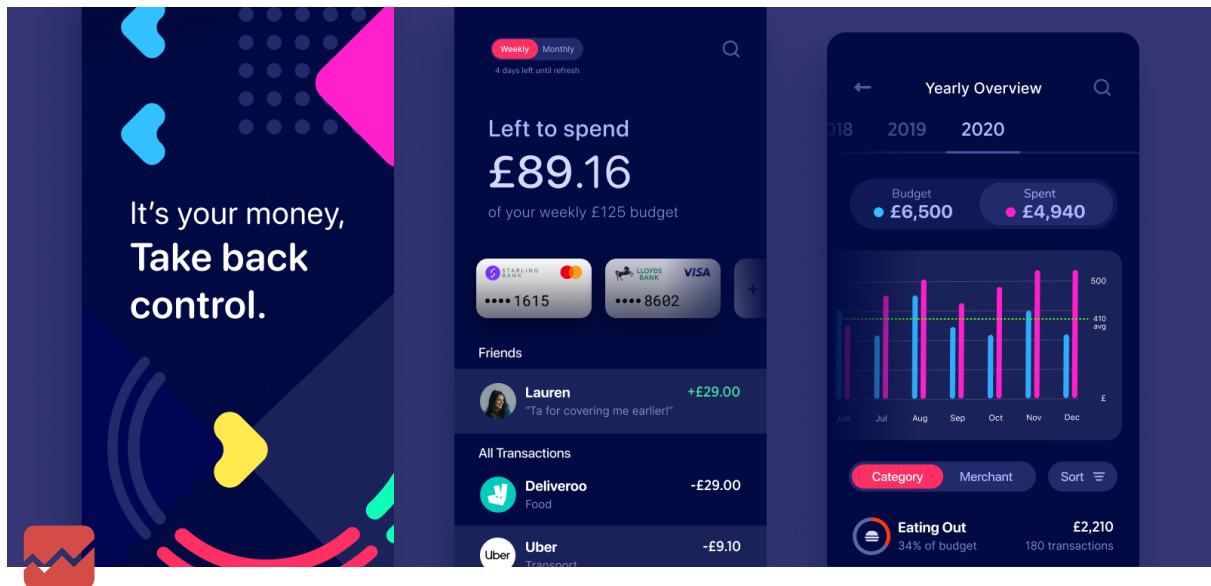 It's your money,
Take back
control.
Weekly Monthly
4 days left until refresh
Left to spend
£89.16
of your weekly £125 budget
STARLING
BANK
•••• 1615
LLOYDS
BANK
VISA
•••• 8602
+
Friends
Lauren
+£29.00
"Ta for covering me earlier!"
All Transactions
Deliveroo
-£29.00
Food
Uber
Uber
-£9.10
Transport
Yearly Overview
018 2019 2020
Budget
£6,500
Spent
£4,940
500
410
avg
£
Jun Jul Aug Sep Oct Nov Dec
Category Merchant Sort
Eating Out
£2,210
34% of budget
180 transactions